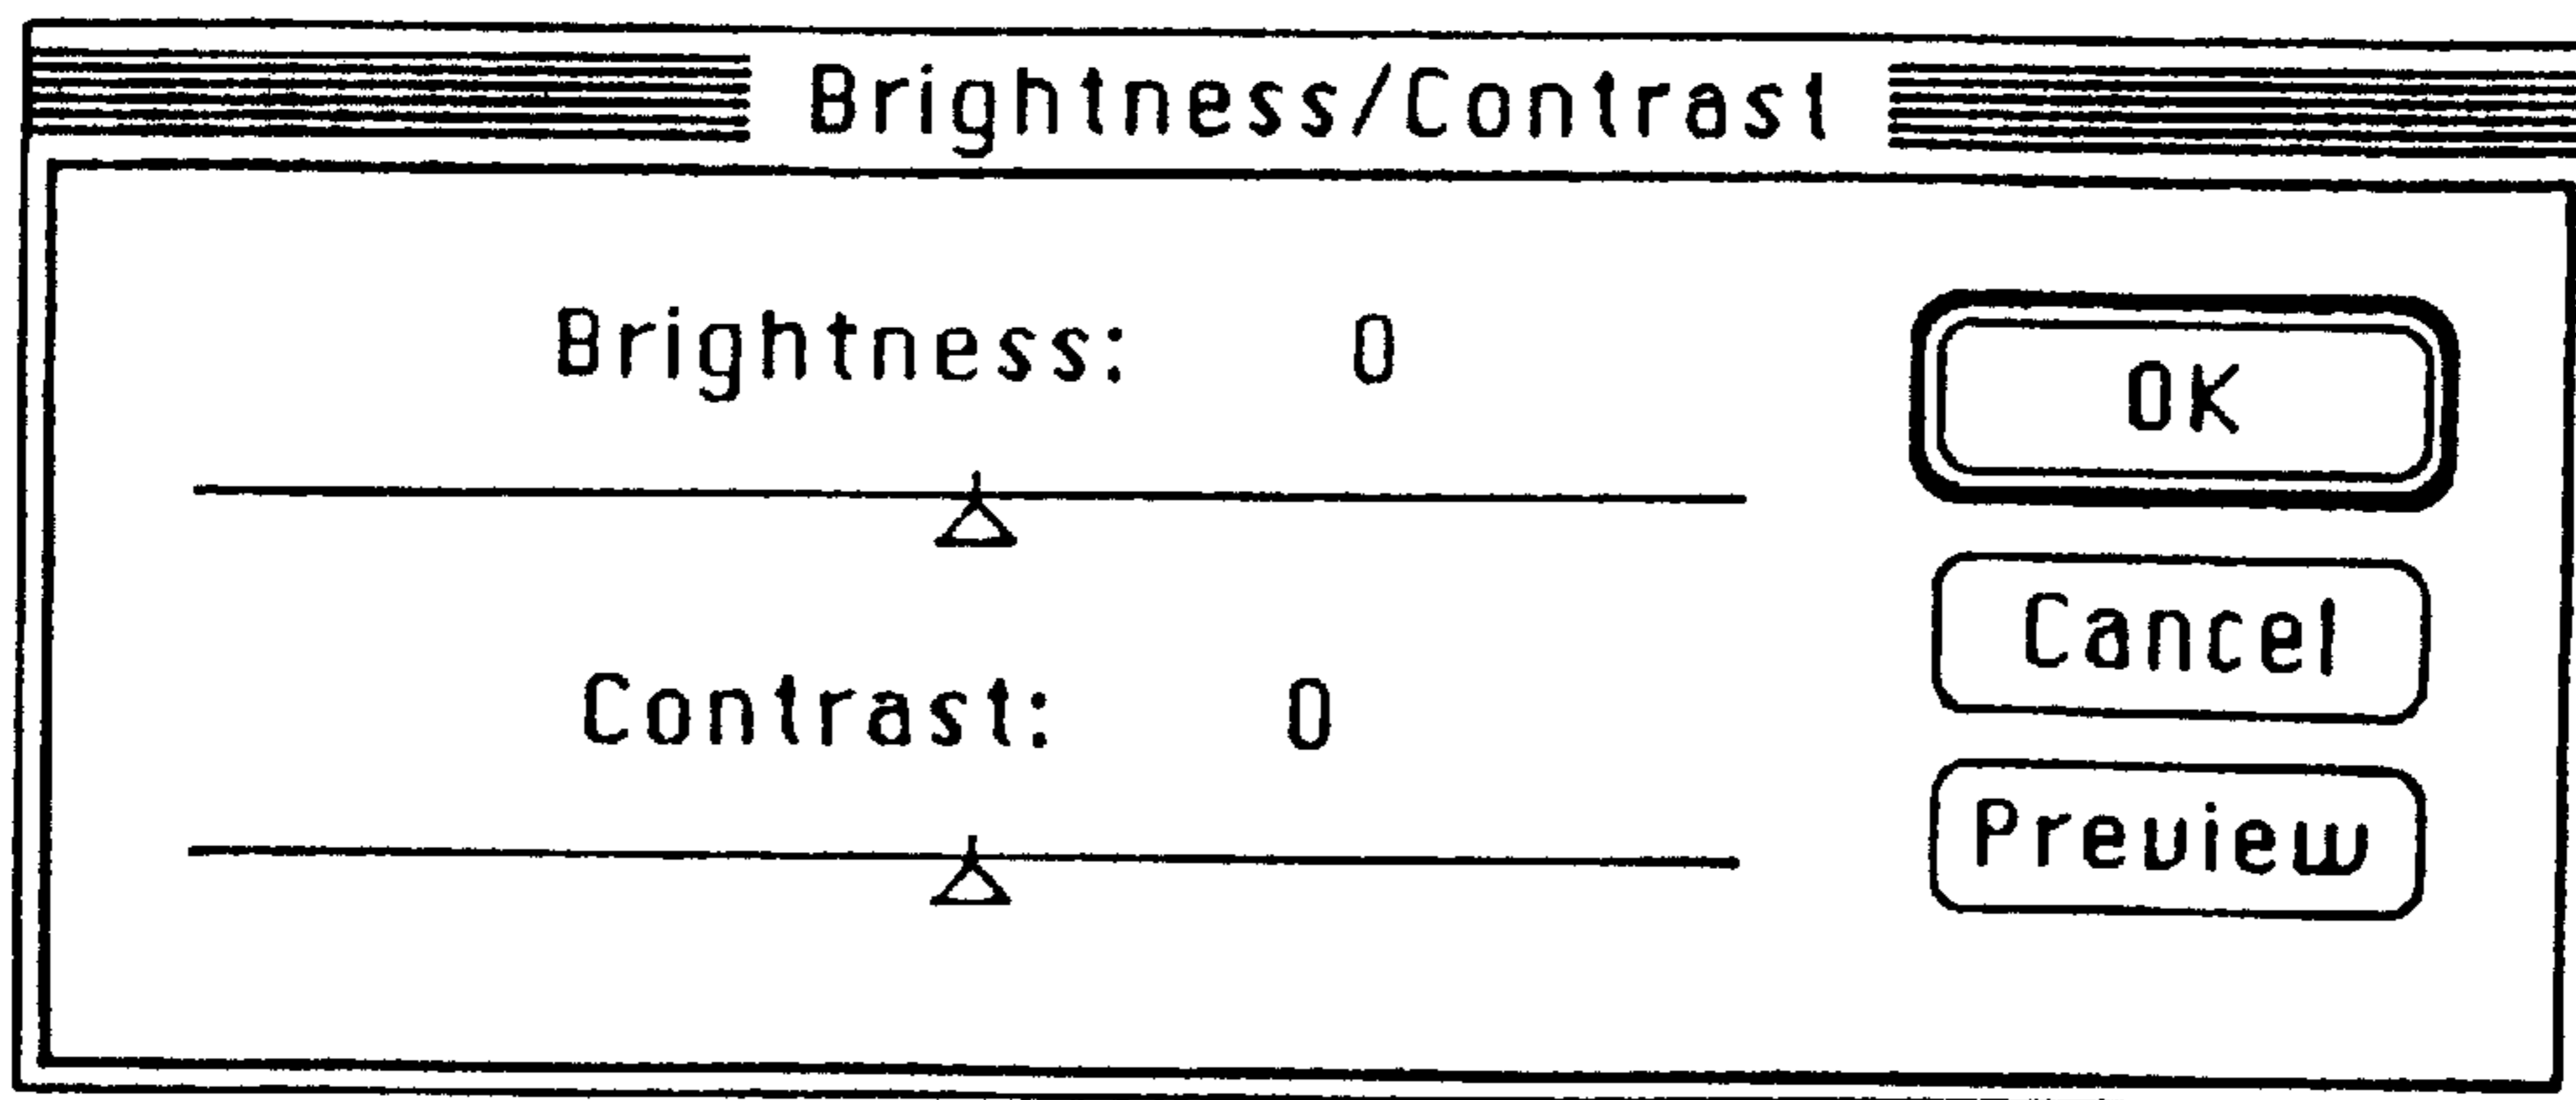 Brightness/Contrast
Brightness: 0
OK
Cancel
Contrast: 0
Preview